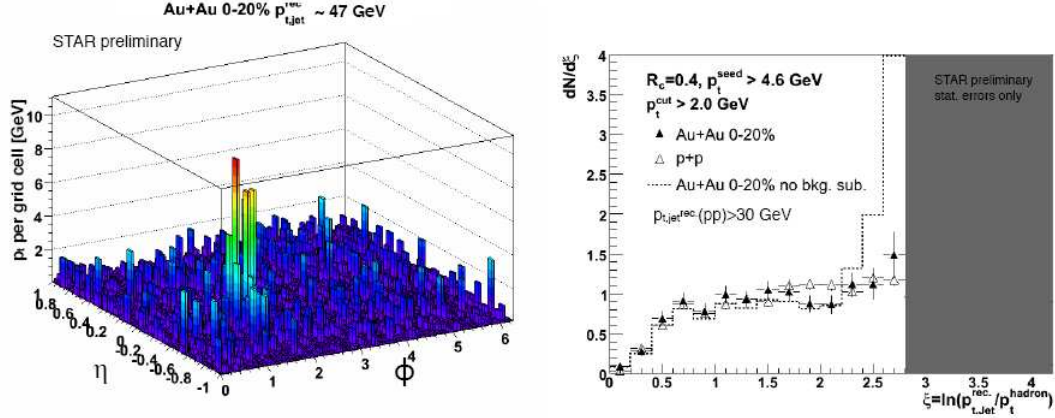 Au+Au 0-20% p_{t,jet}^{rec} ~ 47 GeV
STAR preliminary
p_t per grid cell [GeV]
10
8
6
4
2
1
0.8
0.6
0.4
0.2
0
-0.2
-0.4
-0.6
-0.8
-1
η
0
1
2
3
4
5
6
Φ
dN/dξ
4
3.5
3
2.5
2
1.5
1
0.5
0
R_c=0.4, p_t^{seed} > 4.6 GeV
p_t^{cut} > 2.0 GeV
Au+Au 0-20%
p+p
Au+Au 0-20% no bkg. sub.
p_{t,jet}^{rec.}(pp)>30 GeV
STAR preliminary
stat. errors only
0
0.5
1
1.5
2
2.5
3
3.5
4
ξ=ln(p_{t,jet}^{rec.}/p_t^{hadron})